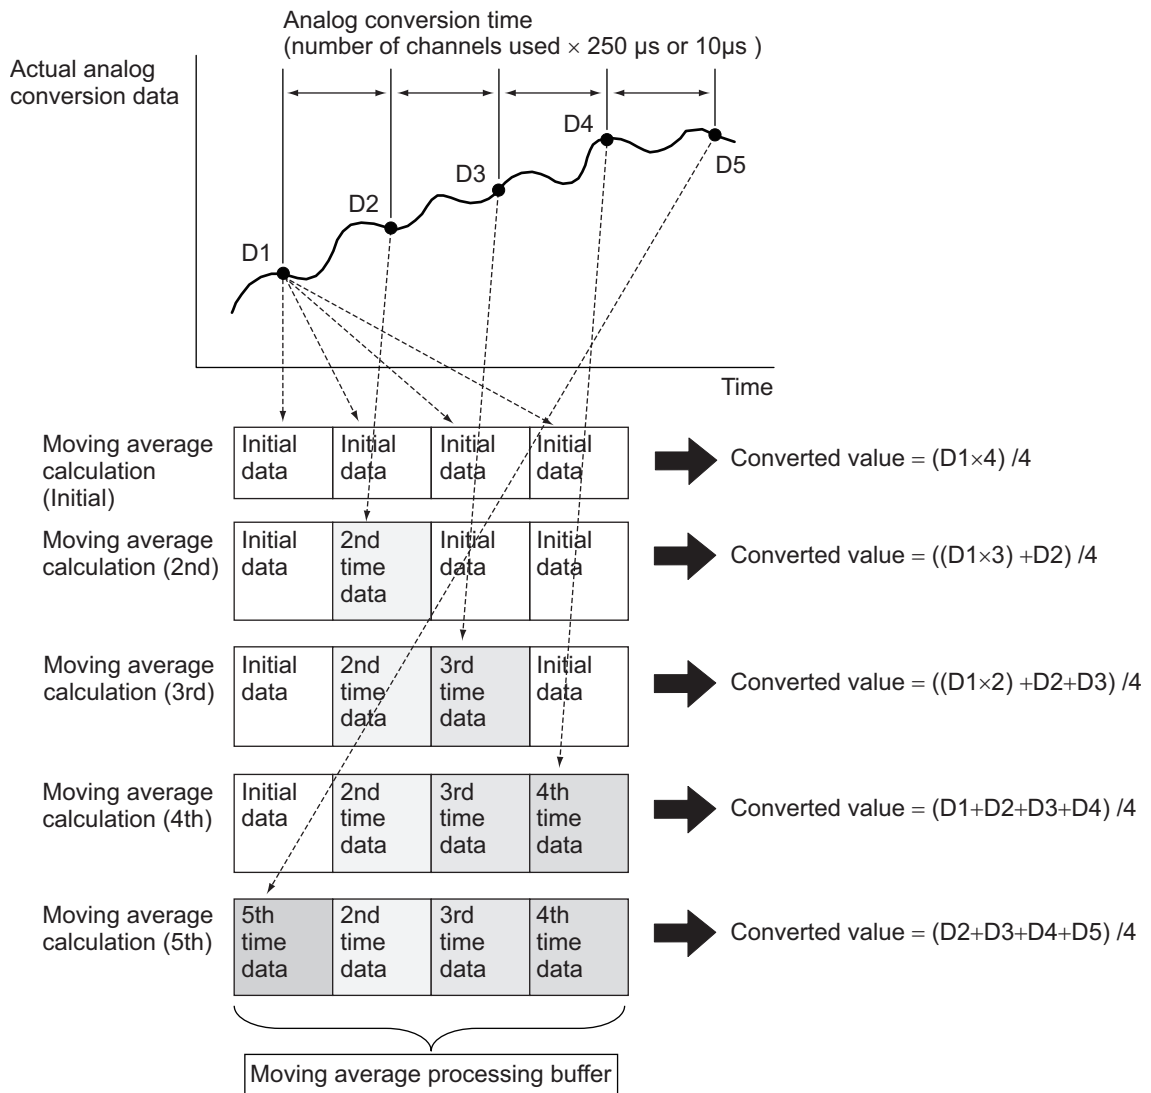 Analog conversion time
(number of channels used × 250 µs or 10µs )
Actual analog
conversion data
D1
D2
D3
D4
D5
Time
Moving average
calculation
(Initial)
Initial
data
Initial
data
Initial
data
Initial
data
Converted value = (D1×4) /4
Moving average
calculation (2nd)
Initial
data
2nd
time
data
Initial
data
Initial
data
Converted value = ((D1×3) +D2) /4
Moving average
calculation (3rd)
Initial
data
2nd
time
data
3rd
time
data
Initial
data
Converted value = ((D1×2) +D2+D3) /4
Moving average
calculation (4th)
Initial
data
2nd
time
data
3rd
time
data
4th
time
data
Converted value = (D1+D2+D3+D4) /4
Moving average
calculation (5th)
5th
time
data
2nd
time
data
3rd
time
data
4th
time
data
Converted value = (D2+D3+D4+D5) /4
Moving average processing buffer